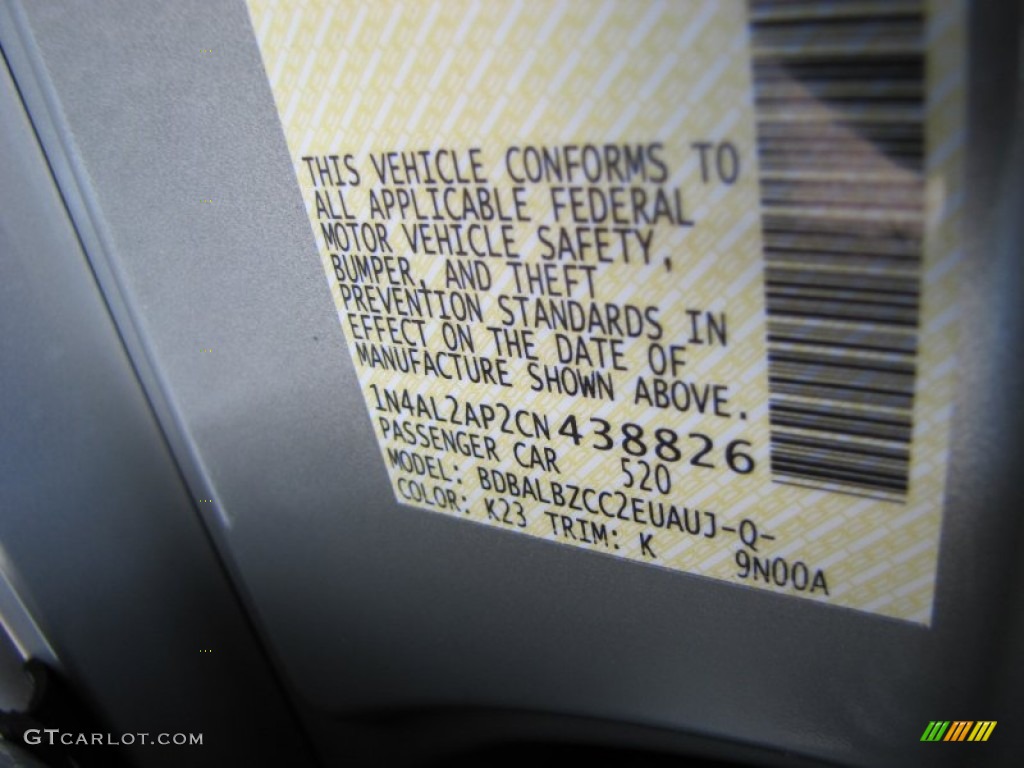 THIS VEHICLE CONFORMS TO
ALL APPLICABLE FEDERAL
MOTOR VEHICLE SAFETY,
BUMPER, AND THEFT
PREVENTION STANDARDS IN
EFFECT ON THE DATE OF
MANUFACTURE SHOWN ABOVE.
1N4AL2AP2CN438826
PASSENGER CAR 520
MODEL: BDBALBZCC2EUAUJ-Q-
COLOR: K23 TRIM: K 9N00A
GTCARLOT.COM